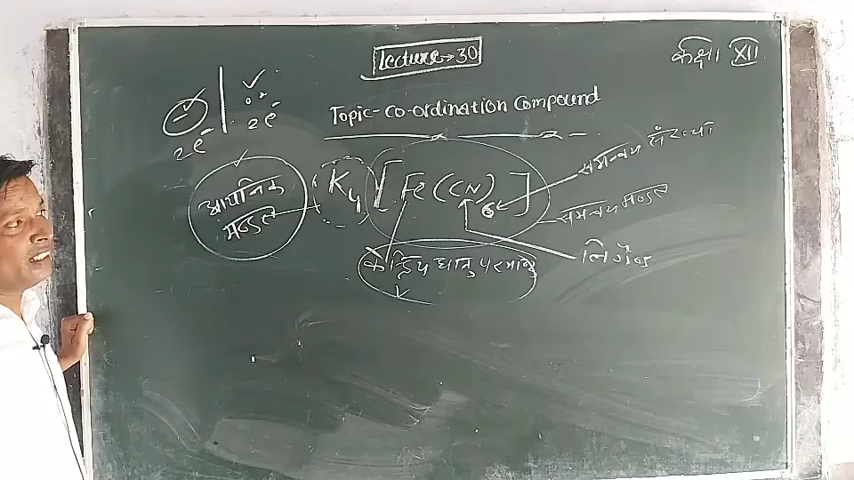 Lecture → 30
कक्षा XII
Topic - Co-ordination Compound
2e⁻
2e⁻
समन्वय संख्या
आयनिक मण्डल
K₄ [Fe(CN)₆]
समन्वय मण्डल
लिगेंड
केन्द्रिय धातु परमाणु